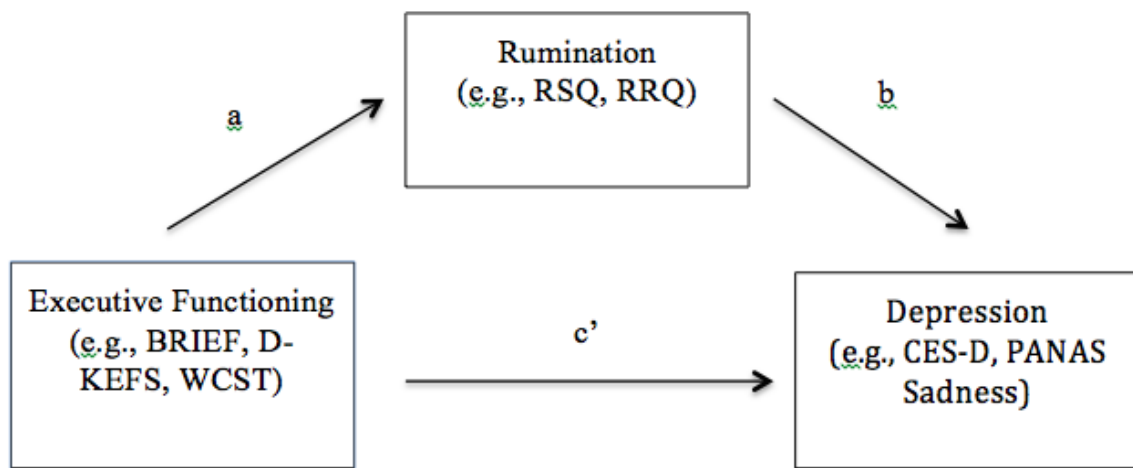 Rumination
(e.g., RSQ, RRQ)
a
b
Executive Functioning
(e.g., BRIEF, D-
KEFS, WCST)
c’
Depression
(e.g., CES-D, PANAS
Sadness)